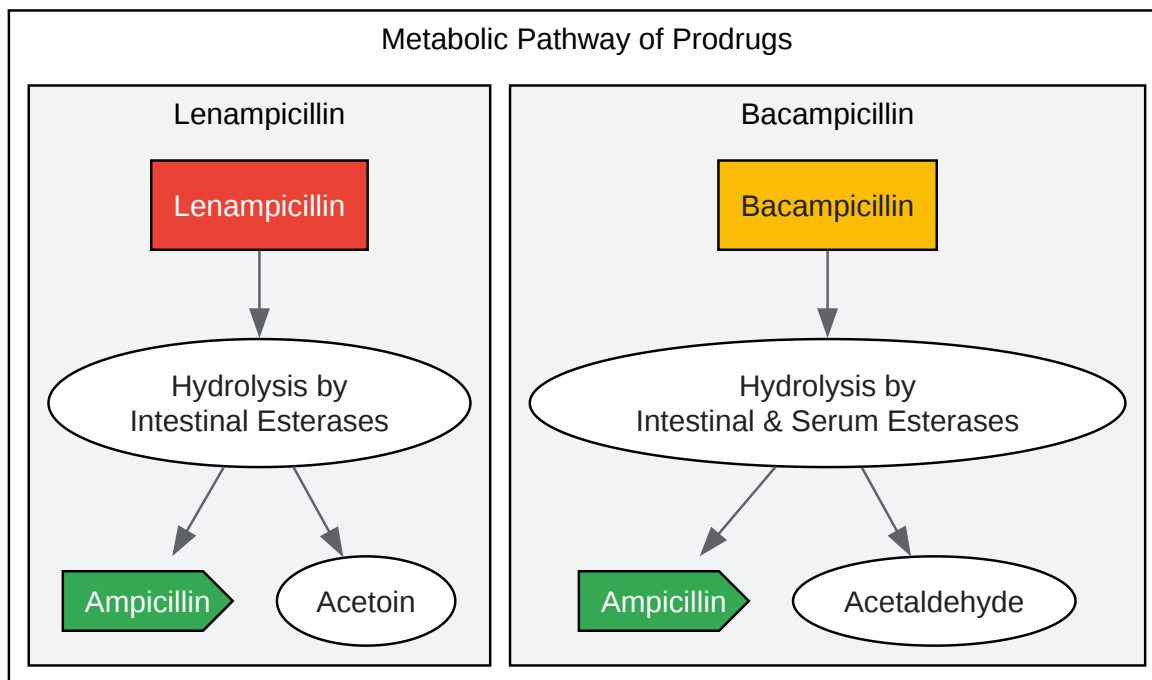 Metabolic Pathway of Prodrugs
Lenampicillin
Lenampicillin
Hydrolysis by
Intestinal Esterases
Ampicillin
Acetoin
Bacampicillin
Bacampicillin
Hydrolysis by
Intestinal & Serum Esterases
Ampicillin
Acetaldehyde